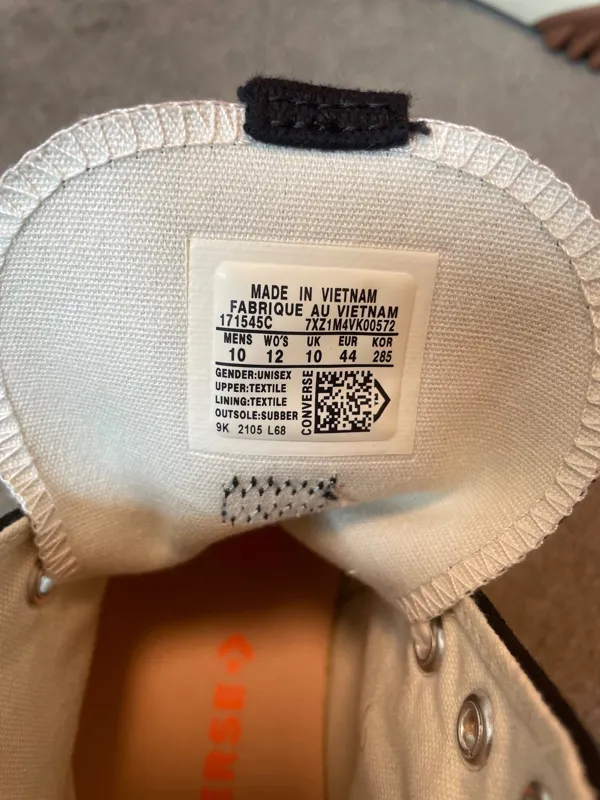 MADE IN VIETNAM
FABRIQUE AU VIETNAM
171545C 7XZ1M4VK00572
MENS WO'S UK EUR KOR
10 12 10 44 285
GENDER:UNISEX
UPPER:TEXTILE
LINING:TEXTILE
OUTSOLE:SUBBER
9K 2105 L68
CONVERSE
ERSE